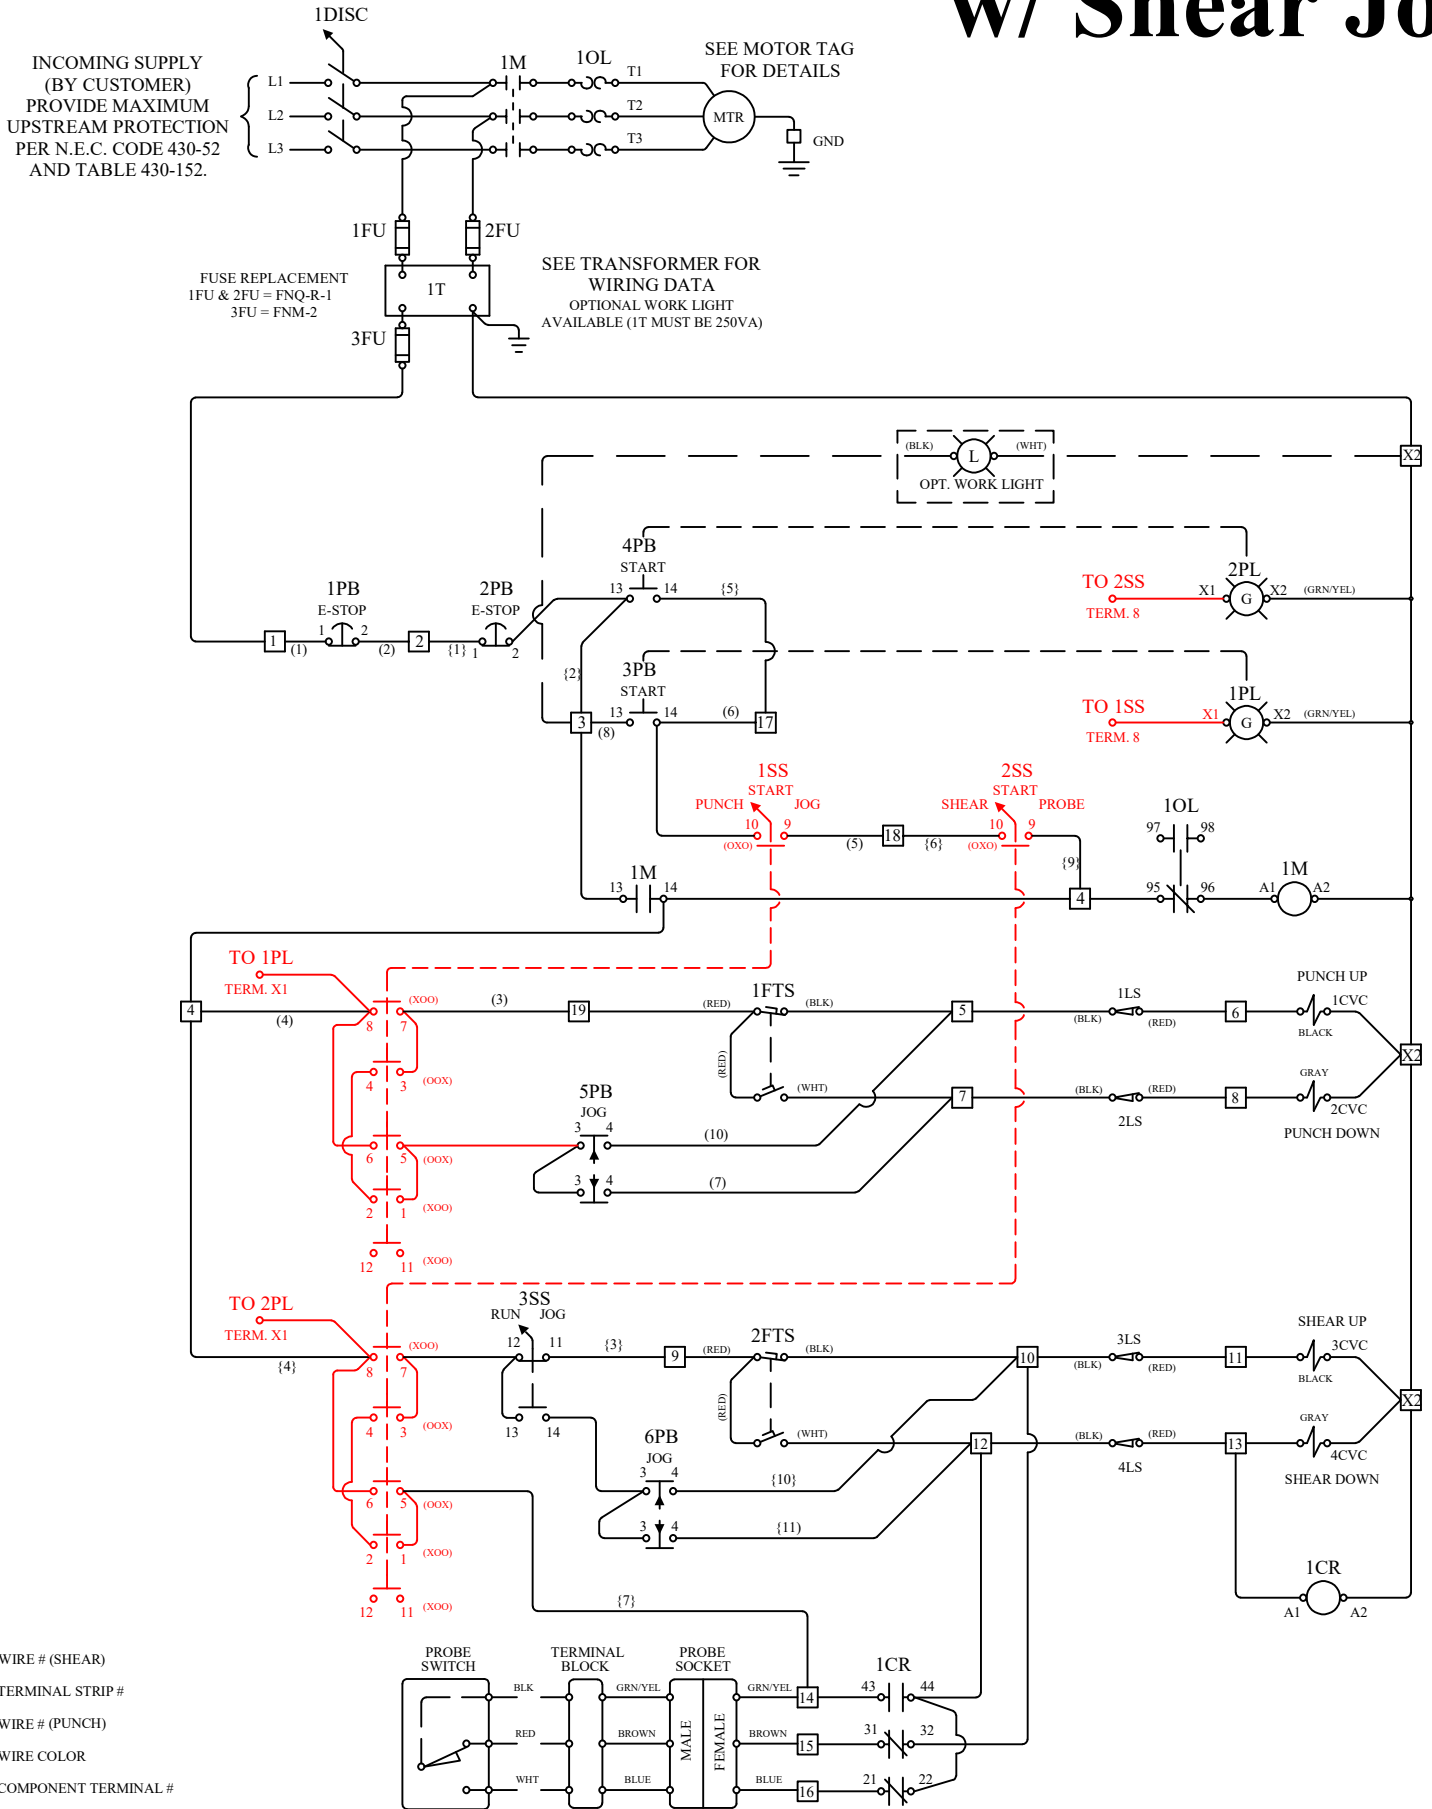 w/ Shear Jo
1DISC
INCOMING SUPPLY
(BY CUSTOMER)
PROVIDE MAXIMUM
UPSTREAM PROTECTION
PER N.E.C. CODE 430-52
AND TABLE 430-152.
L1
L2
L3
1M
1OL
T1
T2
T3
SEE MOTOR TAG
FOR DETAILS
MTR
GND
1FU
2FU
FUSE REPLACEMENT
1FU & 2FU = FNQ-R-1
3FU = FNM-2
1T
3FU
SEE TRANSFORMER FOR
WIRING DATA
OPTIONAL WORK LIGHT
AVAILABLE (1T MUST BE 250VA)
(BLK)
L
(WHT)
OPT. WORK LIGHT
X2
4PB
START
13
14
{5}
TO 2SS
TERM. 8
2PL
X1
G
X2
(GRN/YEL)
1PB
E-STOP
1
1
2
(1)
(2)
2
2PB
E-STOP
{1}
1
2
{2}
3PB
START
3
13
14
(8)
(6)
17
TO 1SS
TERM. 8
1PL
X1
G
X2
(GRN/YEL)
1SS
START
PUNCH
JOG
10
9
(OXO)
(5)
18
{6}
2SS
START
SHEAR
PROBE
10
9
(OXO)
{9}
1OL
97
98
1M
13
14
4
95
96
1M
A1
A2
TO 1PL
TERM. X1
4
(4)
8
7
(XOO)
(3)
19
(RED)
1FTS
(BLK)
5
1LS
(BLK)
(RED)
6
PUNCH UP
1CVC
BLACK
X2
4
3
(OOX)
(RED)
(WHT)
7
(BLK)
(RED)
2LS
8
GRAY
2CVC
PUNCH DOWN
5PB
JOG
3
4
(10)
6
5
(OOX)
3
4
(7)
2
1
(XOO)
12
11
(XOO)
TO 2PL
TERM. X1
{4}
8
7
(XOO)
3SS
RUN
JOG
12
11
{3}
9
(RED)
2FTS
(BLK)
10
3LS
(BLK)
(RED)
11
SHEAR UP
3CVC
BLACK
X2
4
3
(OOX)
13
14
(RED)
(WHT)
12
(BLK)
(RED)
4LS
13
GRAY
4CVC
SHEAR DOWN
6PB
JOG
3
4
{10}
6
5
(OOX)
3
4
{11)
2
1
(XOO)
12
11
(XOO)
{7}
1CR
A1
A2
WIRE # (SHEAR)
TERMINAL STRIP #
WIRE # (PUNCH)
WIRE COLOR
COMPONENT TERMINAL #
PROBE
SWITCH
TERMINAL
BLOCK
PROBE
SOCKET
1CR
BLK
GRN/YEL
GRN/YEL
14
43
44
RED
BROWN
MALE
FEMALE
BROWN
15
31
32
WHT
BLUE
BLUE
16
21
22